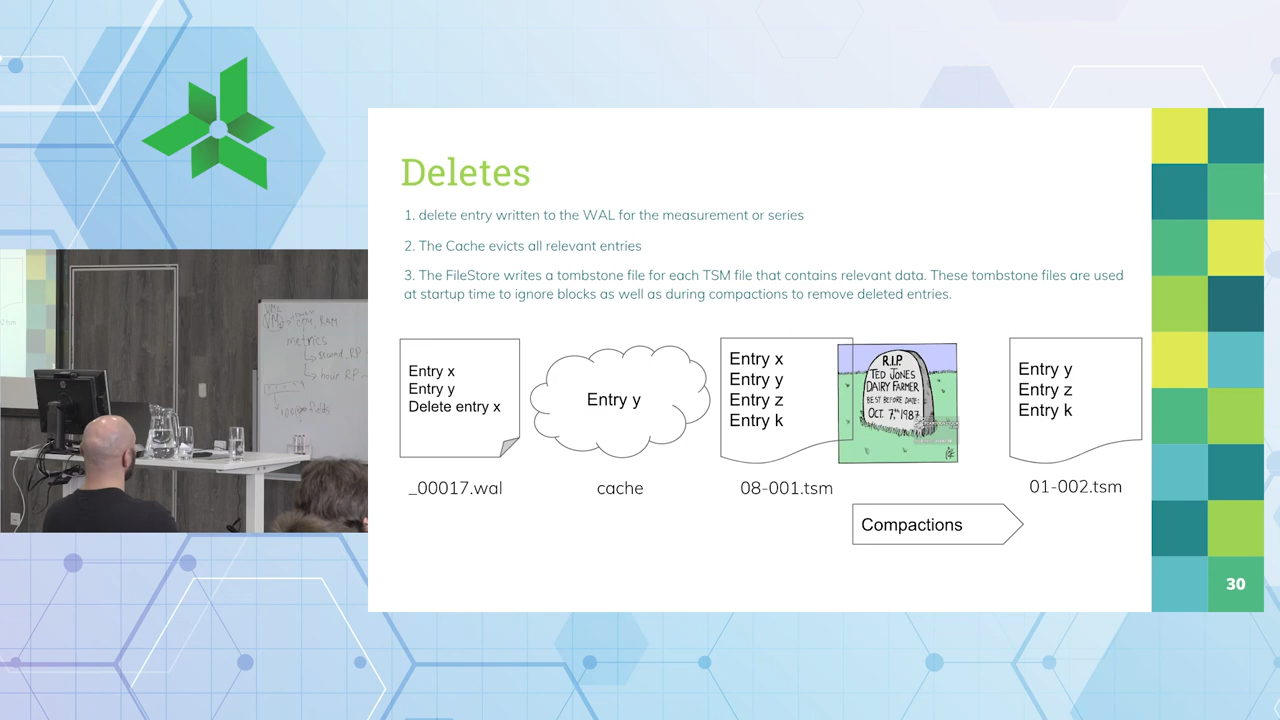 Deletes
1. delete entry written to the WAL for the measurement or series
2. The Cache evicts all relevant entries
3. The FileStore writes a tombstone file for each TSM file that contains relevant data. These tombstone files are used
at startup time to ignore blocks as well as during compactions to remove deleted entries.
Entry x
Entry y
Delete entry x
_00017.wal
Entry y
cache
Entry x
Entry y
Entry z
Entry k
08-001.tsm
R.I.P
TED JONES
DAIRY FARMER
BEST BEFORE DATE:
OCT. 7TH 1987
Entry y
Entry z
Entry k
01-002.tsm
Compactions
30
metrics